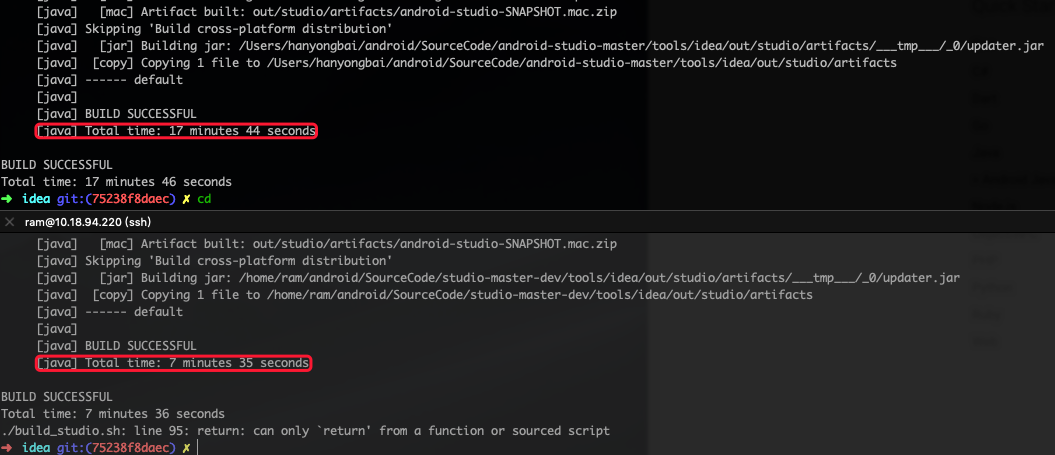 [java]   [mac] Artifact built: out/studio/artifacts/android-studio-SNAPSHOT.mac.zip
[java] Skipping 'Build cross-platform distribution'
[java]   [jar] Building jar: /Users/hanyongbai/android/SourceCode/android-studio-master/tools/idea/out/studio/artifacts/___tmp___/_0/updater.jar
[java]  [copy] Copying 1 file to /Users/hanyongbai/android/SourceCode/android-studio-master/tools/idea/out/studio/artifacts
[java] ------ default
[java]
[java] BUILD SUCCESSFUL
[java] Total time: 17 minutes 44 seconds
BUILD SUCCESSFUL
Total time: 17 minutes 46 seconds
➜ idea git:(75238f8daec) ✗ cd
✕ ram@10.18.94.220 (ssh)
[java]   [mac] Artifact built: out/studio/artifacts/android-studio-SNAPSHOT.mac.zip
[java] Skipping 'Build cross-platform distribution'
[java]   [jar] Building jar: /home/ram/android/SourceCode/studio-master-dev/tools/idea/out/studio/artifacts/___tmp___/_0/updater.jar
[java]  [copy] Copying 1 file to /home/ram/android/SourceCode/studio-master-dev/tools/idea/out/studio/artifacts
[java] ------ default
[java]
[java] BUILD SUCCESSFUL
[java] Total time: 7 minutes 35 seconds
BUILD SUCCESSFUL
Total time: 7 minutes 36 seconds
./build_studio.sh: line 95: return: can only `return' from a function or sourced script
➜ idea git:(75238f8daec) ✗